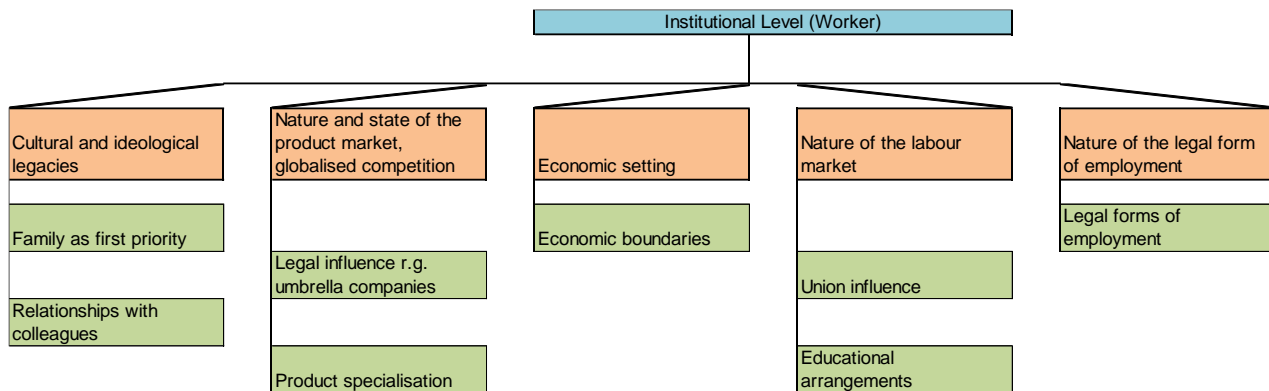 Institutional Level (Worker)
Cultural and ideological
legacies
Nature and state of the
product market,
globalised competition
Economic setting
Nature of the labour
market
Nature of the legal form
of employment
Family as first priority
Relationships with
colleagues
Legal influence r.g.
umbrella companies
Product specialisation
Economic boundaries
Union influence
Educational
arrangements
Legal forms of
employment